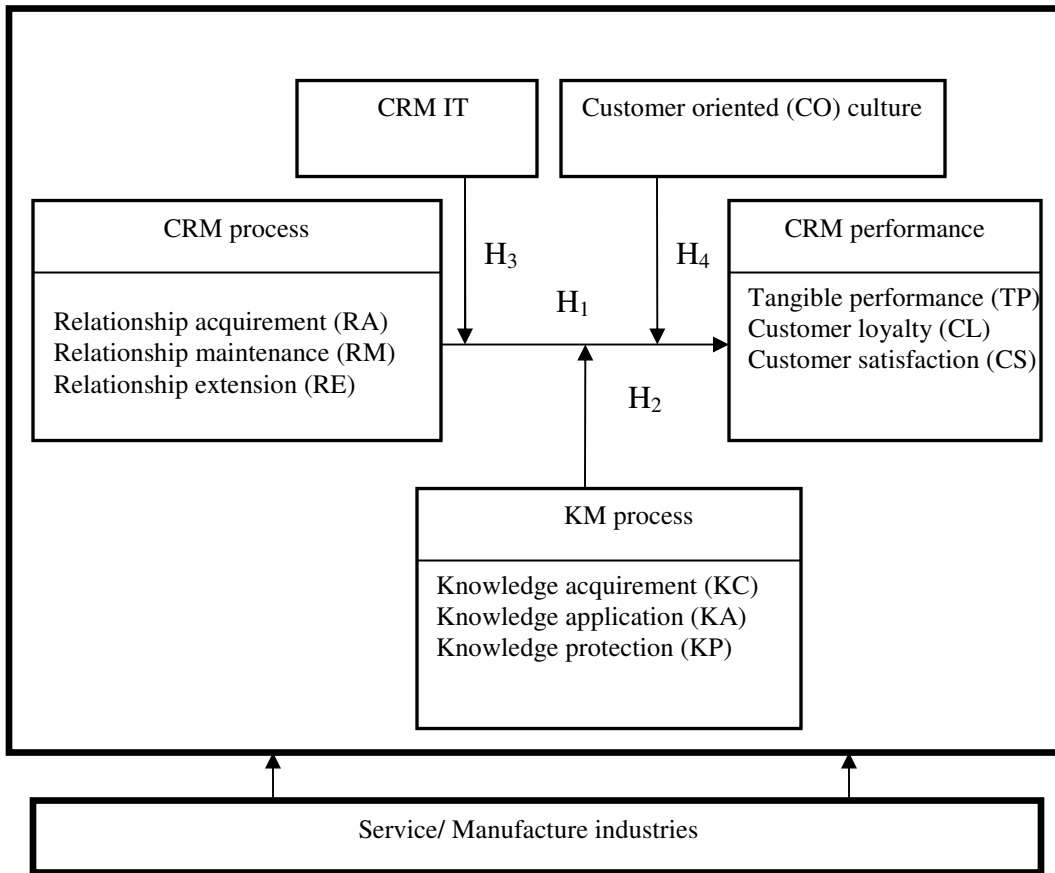 CRM IT
Customer oriented (CO) culture
CRM process
Relationship acquirement (RA)
Relationship maintenance (RM)
Relationship extension (RE)
H₃
H₁
H₄
H₂
CRM performance
Tangible performance (TP)
Customer loyalty (CL)
Customer satisfaction (CS)
KM process
Knowledge acquirement (KC)
Knowledge application (KA)
Knowledge protection (KP)
Service/ Manufacture industries